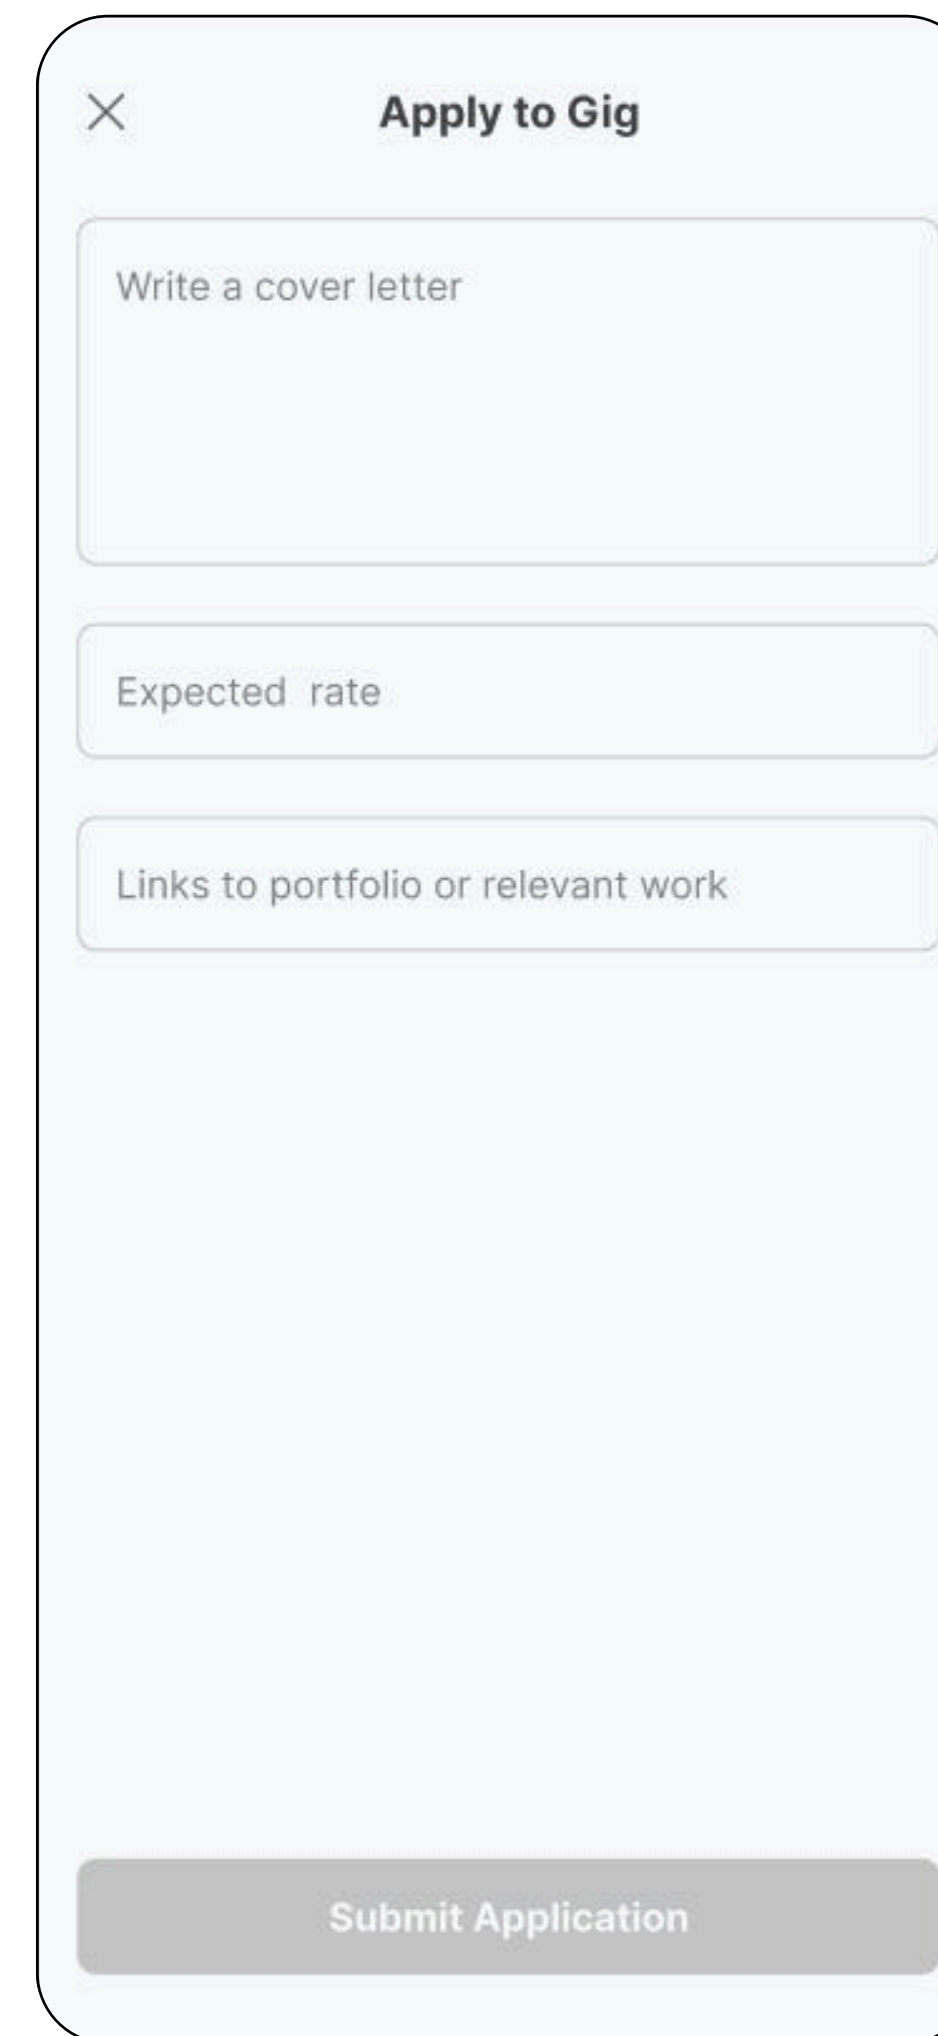 Apply to Gig
Write a cover letter
Expected  rate
Links to portfolio or relevant work
Submit Application